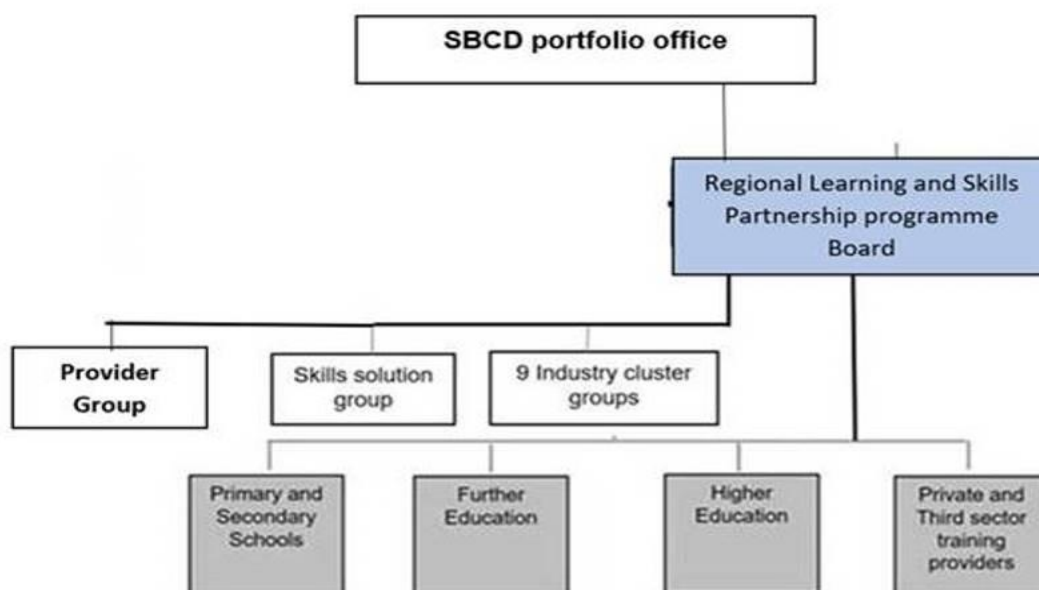 SBCD portfolio office
Regional Learning and Skills
Partnership programme
Board
Provider
Group
Skills solution
group
9 Industry cluster
groups
Primary and
Secondary
Schools
Further
Education
Higher
Education
Private and
Third sector
training
providers